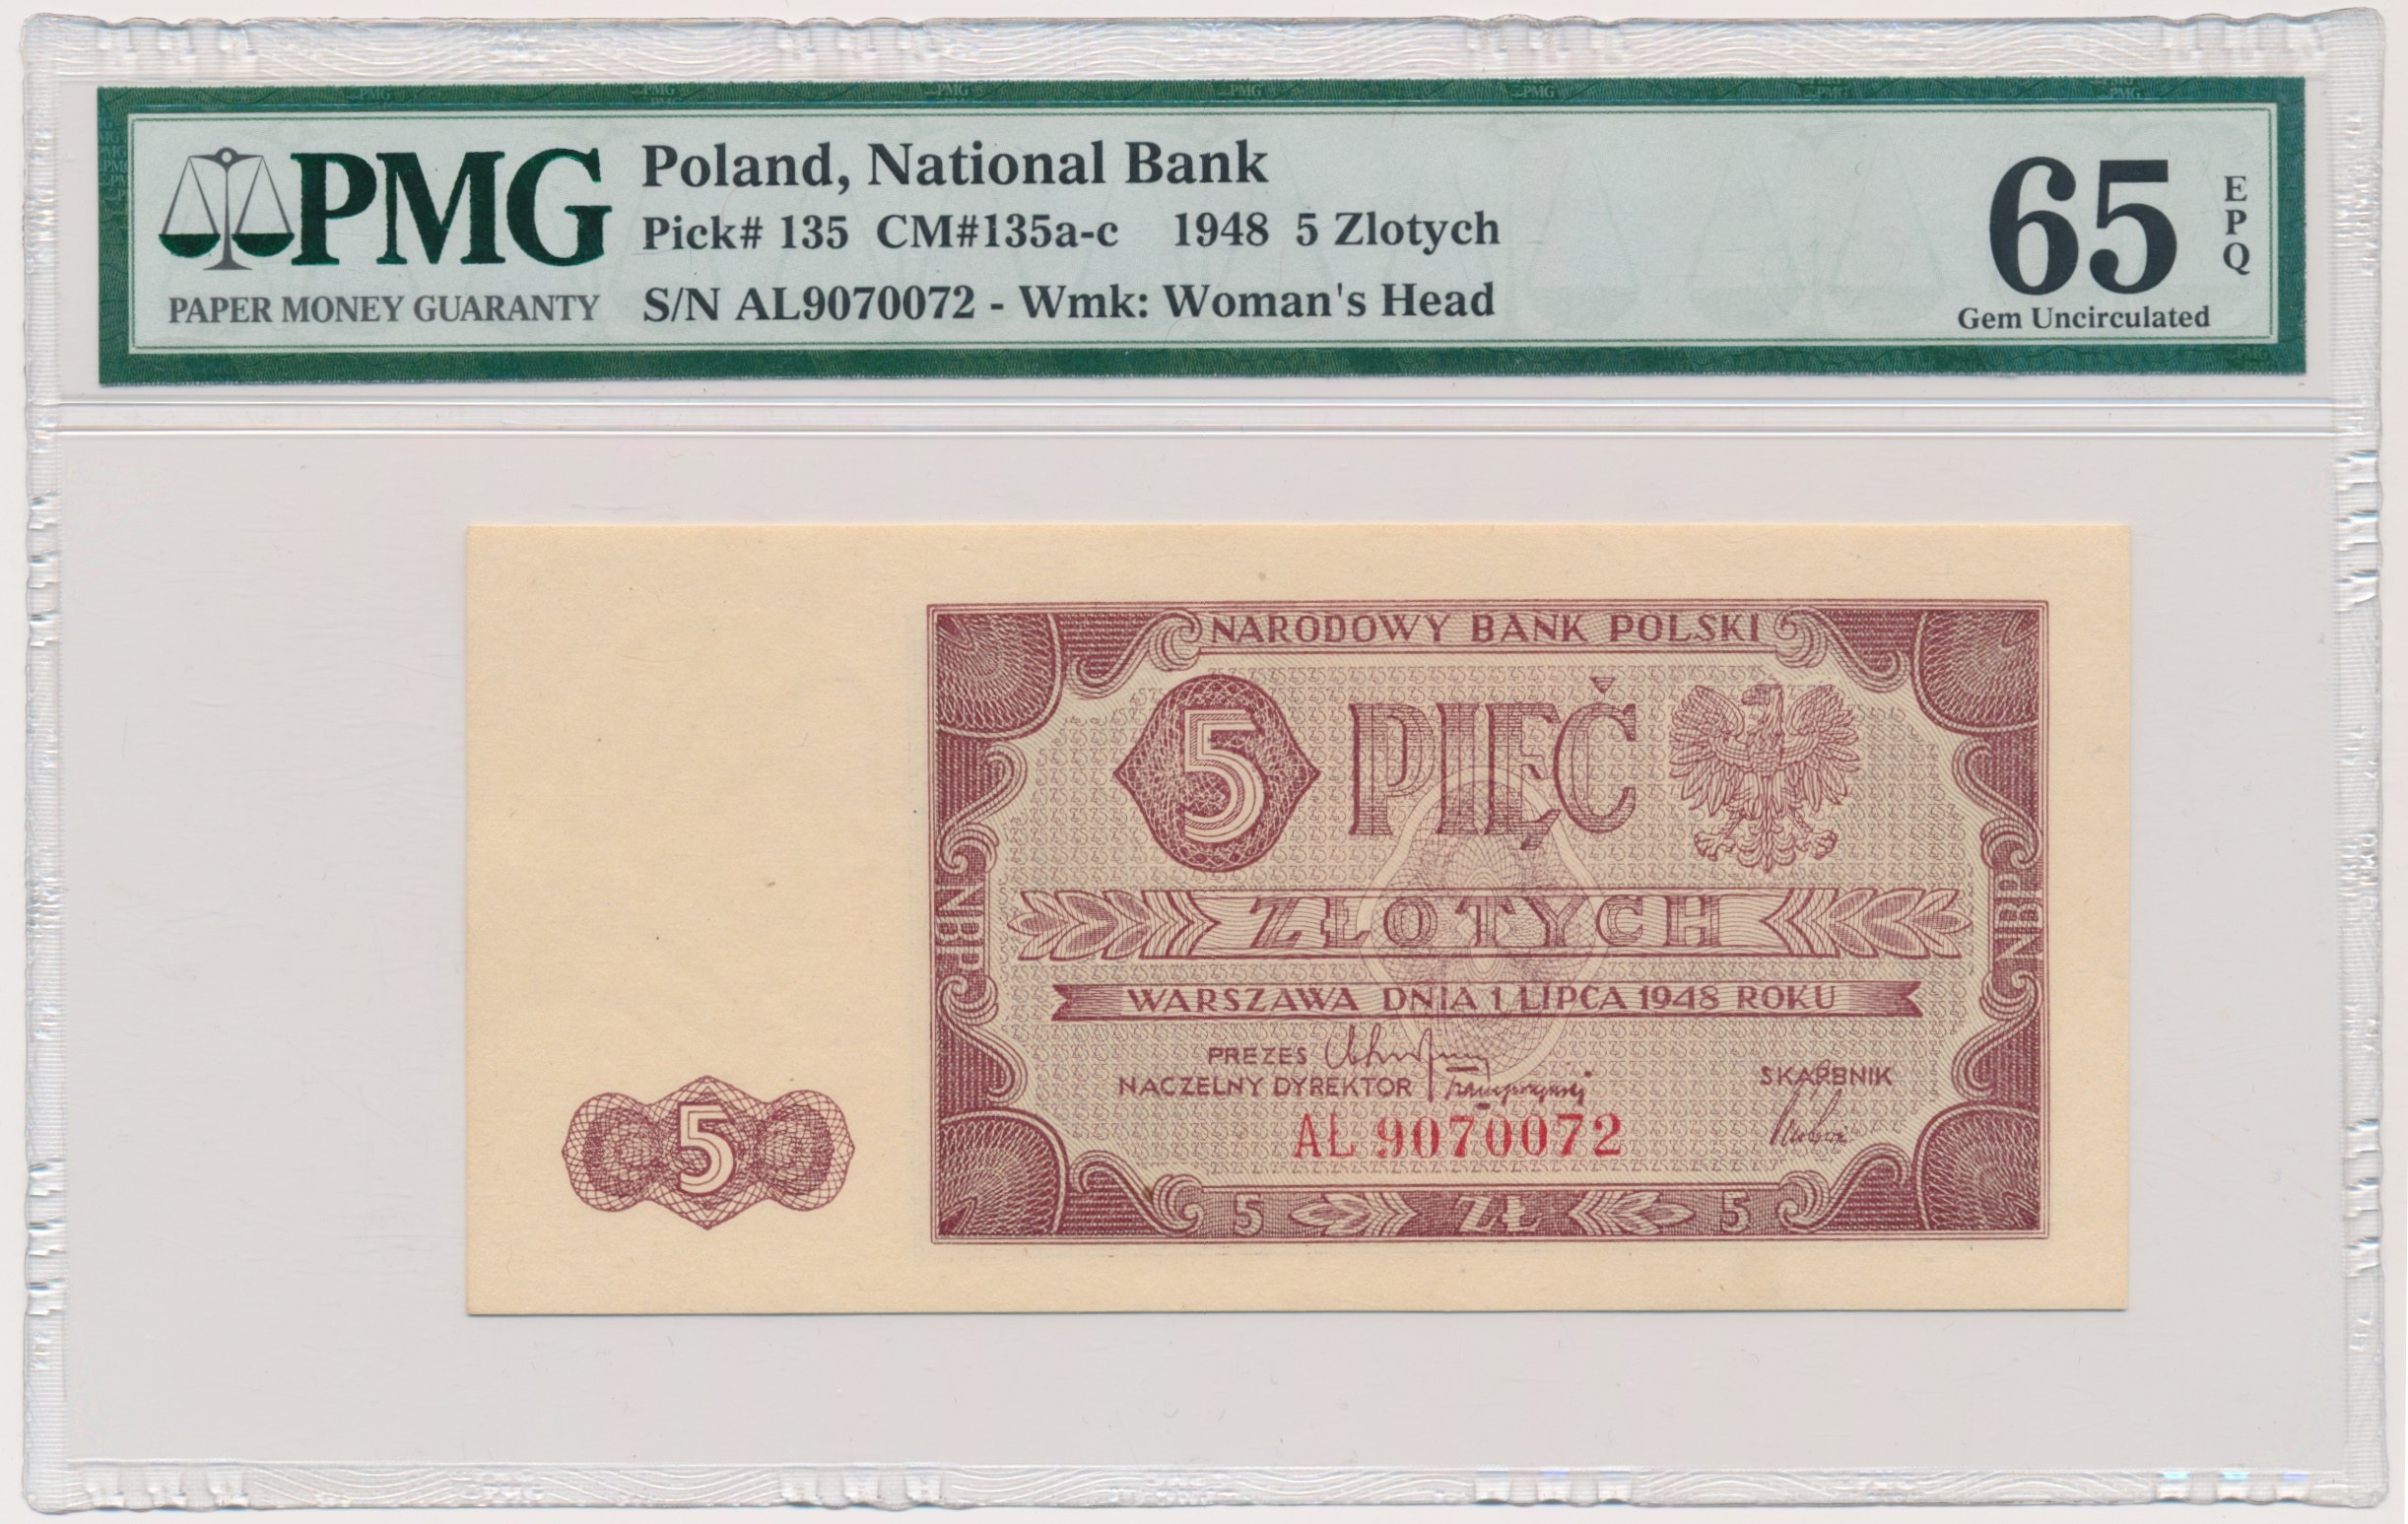 PMG
PAPER MONEY GUARANTY
Poland, National Bank
Pick# 135 CM#135a-c 1948 5 Zlotych
S/N AL9070072 - Wmk: Woman's Head
65
EPQ
Gem Uncirculated
NARODOWY BANK POLSKI
5 PIĘĆ
ZŁOTYCH
WARSZAWA DNIA 1 LIPCA 1948 ROKU
PREZES
NACZELNY DYREKTOR
SKARBNIK
AŁ 9070072
5 ZŁ 5
NBP
NBP
5